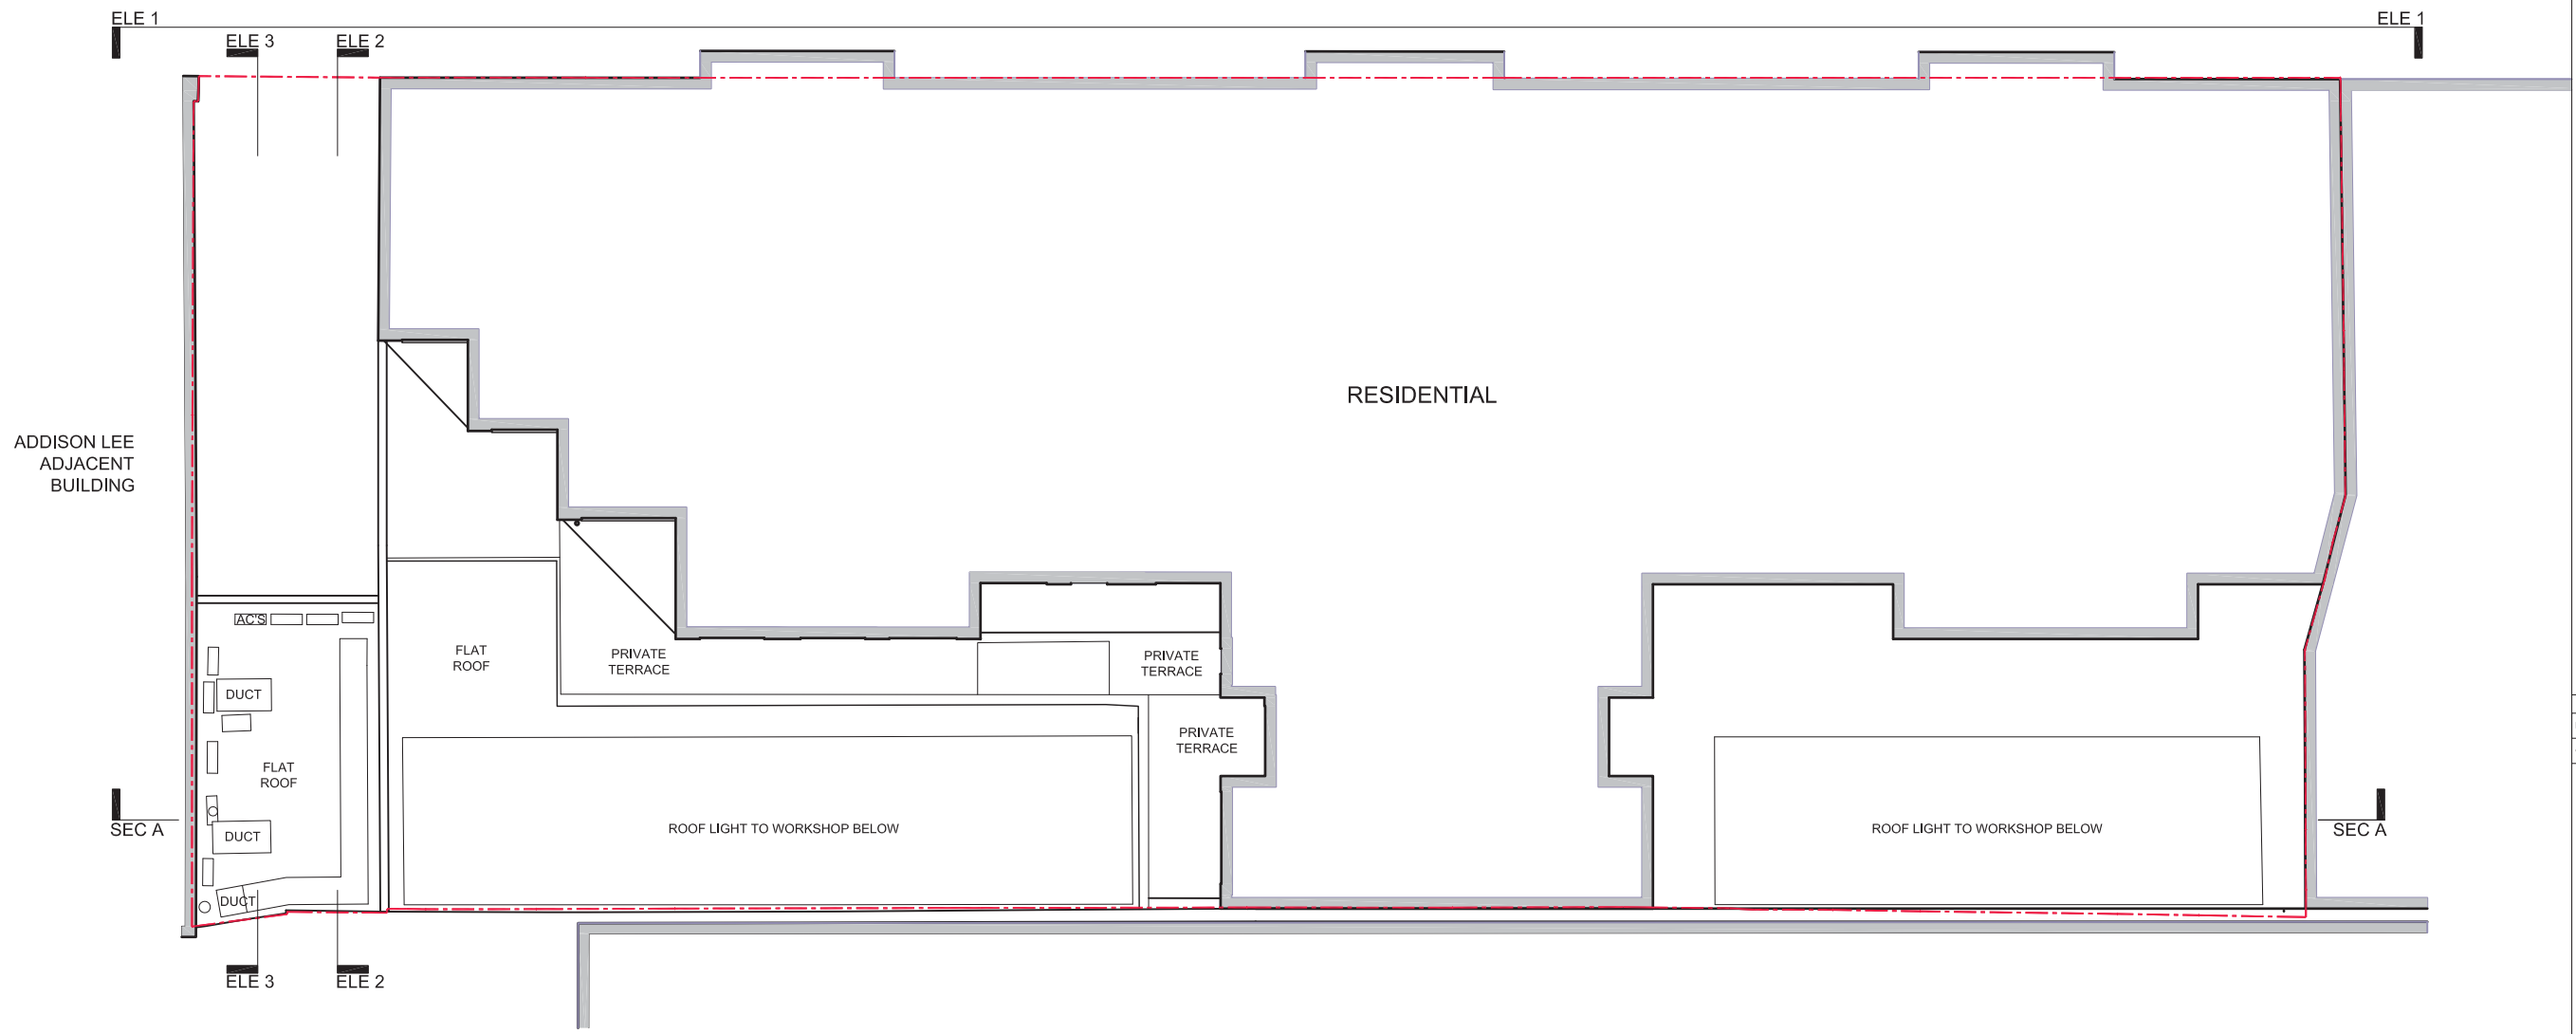 ELE 1
ELE 1
ELE 3
ELE 2
RESIDENTIAL
ADDISON LEE
ADJACENT
BUILDING
AC'S
FLAT
ROOF
PRIVATE
TERRACE
PRIVATE
TERRACE
DUCT
PRIVATE
TERRACE
FLAT
ROOF
SEC A
DUCT
ROOF LIGHT TO WORKSHOP BELOW
ROOF LIGHT TO WORKSHOP BELOW
SEC A
DUCT
ELE 3
ELE 2